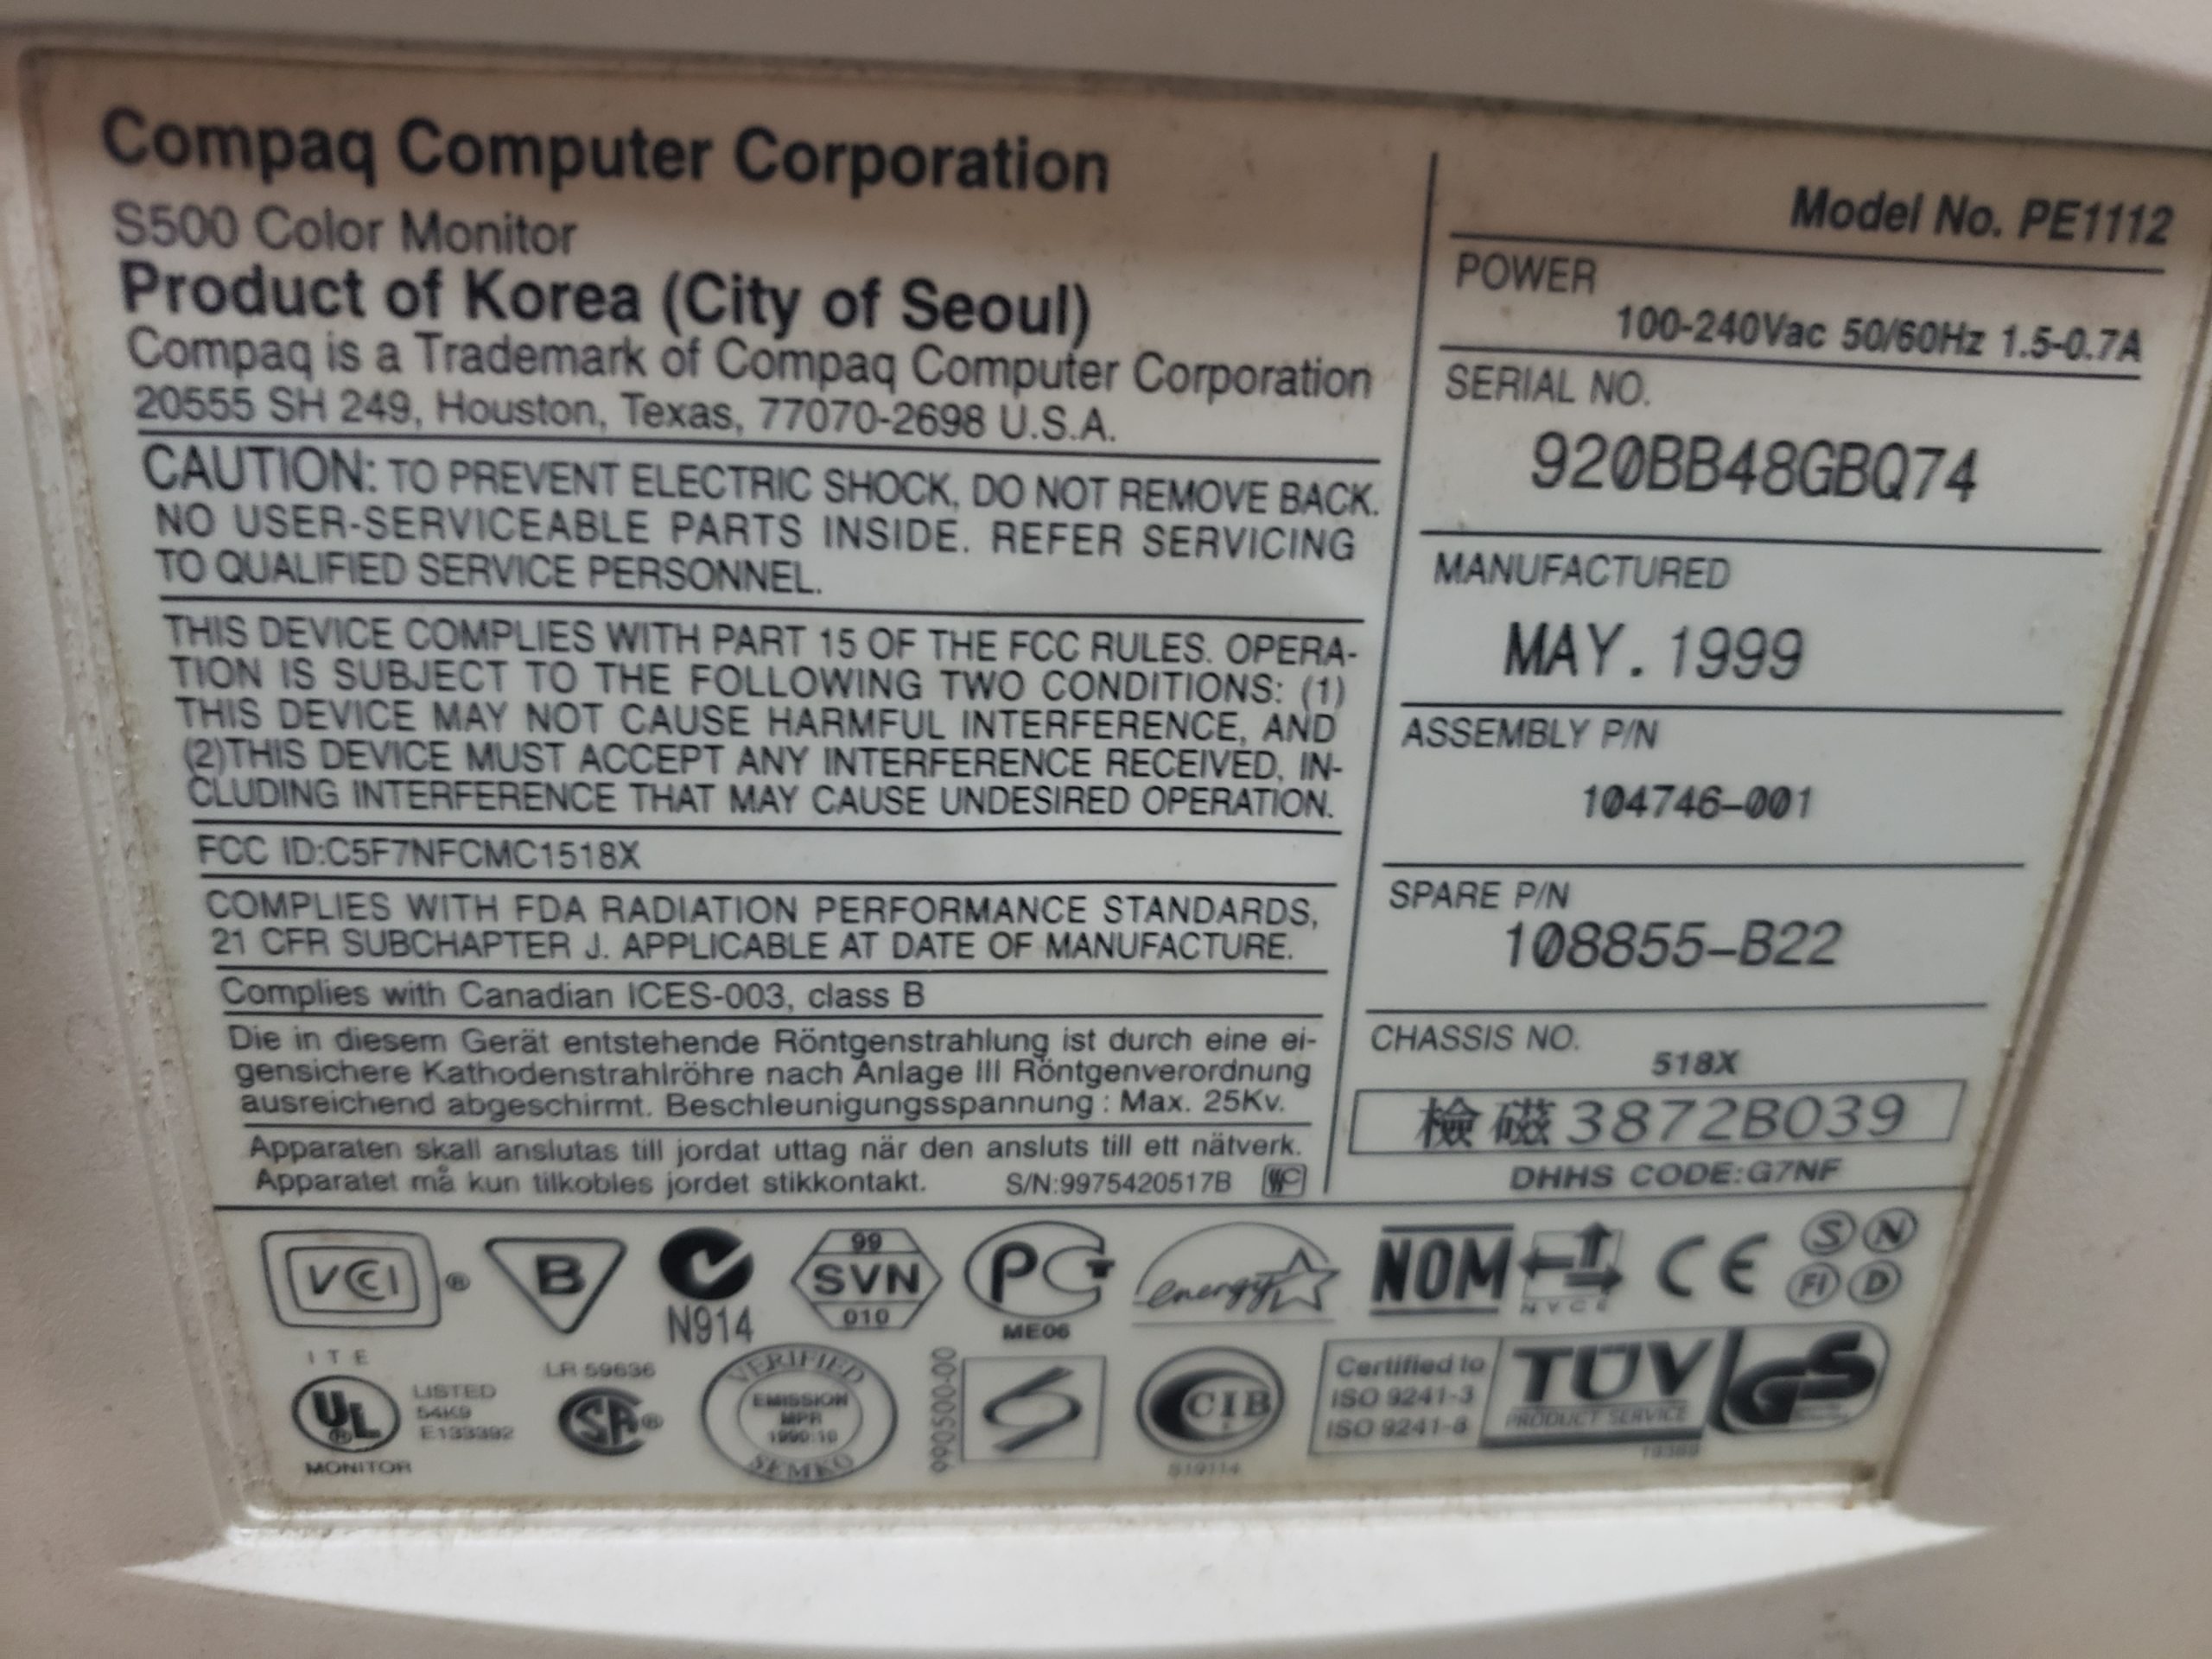 Compaq Computer Corporation
S500 Color Monitor
Product of Korea (City of Seoul)
Compaq is a Trademark of Compaq Computer Corporation
20555 SH 249, Houston, Texas, 77070-2698 U.S.A.
CAUTION: TO PREVENT ELECTRIC SHOCK, DO NOT REMOVE BACK.
NO USER-SERVICEABLE PARTS INSIDE. REFER SERVICING
TO QUALIFIED SERVICE PERSONNEL.
THIS DEVICE COMPLIES WITH PART 15 OF THE FCC RULES. OPERA-
TION IS SUBJECT TO THE FOLLOWING TWO CONDITIONS: (1)
THIS DEVICE MAY NOT CAUSE HARMFUL INTERFERENCE, AND
(2)THIS DEVICE MUST ACCEPT ANY INTERFERENCE RECEIVED, IN-
CLUDING INTERFERENCE THAT MAY CAUSE UNDESIRED OPERATION.
FCC ID:C5F7NFCMC1518X
COMPLIES WITH FDA RADIATION PERFORMANCE STANDARDS,
21 CFR SUBCHAPTER J. APPLICABLE AT DATE OF MANUFACTURE.
Complies with Canadian ICES-003, class B
Die in diesem Gerät entstehende Röntgenstrahlung ist durch eine ei-
gensichere Kathodenstrahlröhre nach Anlage III Röntgenverordnung
ausreichend abgeschirmt. Beschleunigungsspannung : Max. 25Kv.
Apparaten skall anslutas till jordat uttag när den ansluts till ett nätverk.
Apparatet må kun tilkobles jordet stikkontakt.
S/N:9975420517B
Model No. PE1112
POWER
100-240Vac 50/60Hz 1.5-0.7A
SERIAL NO.
920BB48GBQ74
MANUFACTURED
MAY. 1999
ASSEMBLY P/N
104746-001
SPARE P/N
108855-B22
CHASSIS NO.
518X
檢磁3872B039
DHHS CODE:G7NF
VCCI ®
B
N914
99
SVN
010
PCT
ME06
energy
NOM
NYCE
CE
S N
FI D
ITE
UL ®
MONITOR
LISTED
54K9
E133392
LR 59636
SA ®
VERIFIED
EMISSION
MPR
1990:10
SEMKO
990500-00
S
CIB
Certified to
ISO 9241-3
ISO 9241-8
TÜV
PRODUCT SERVICE
GS